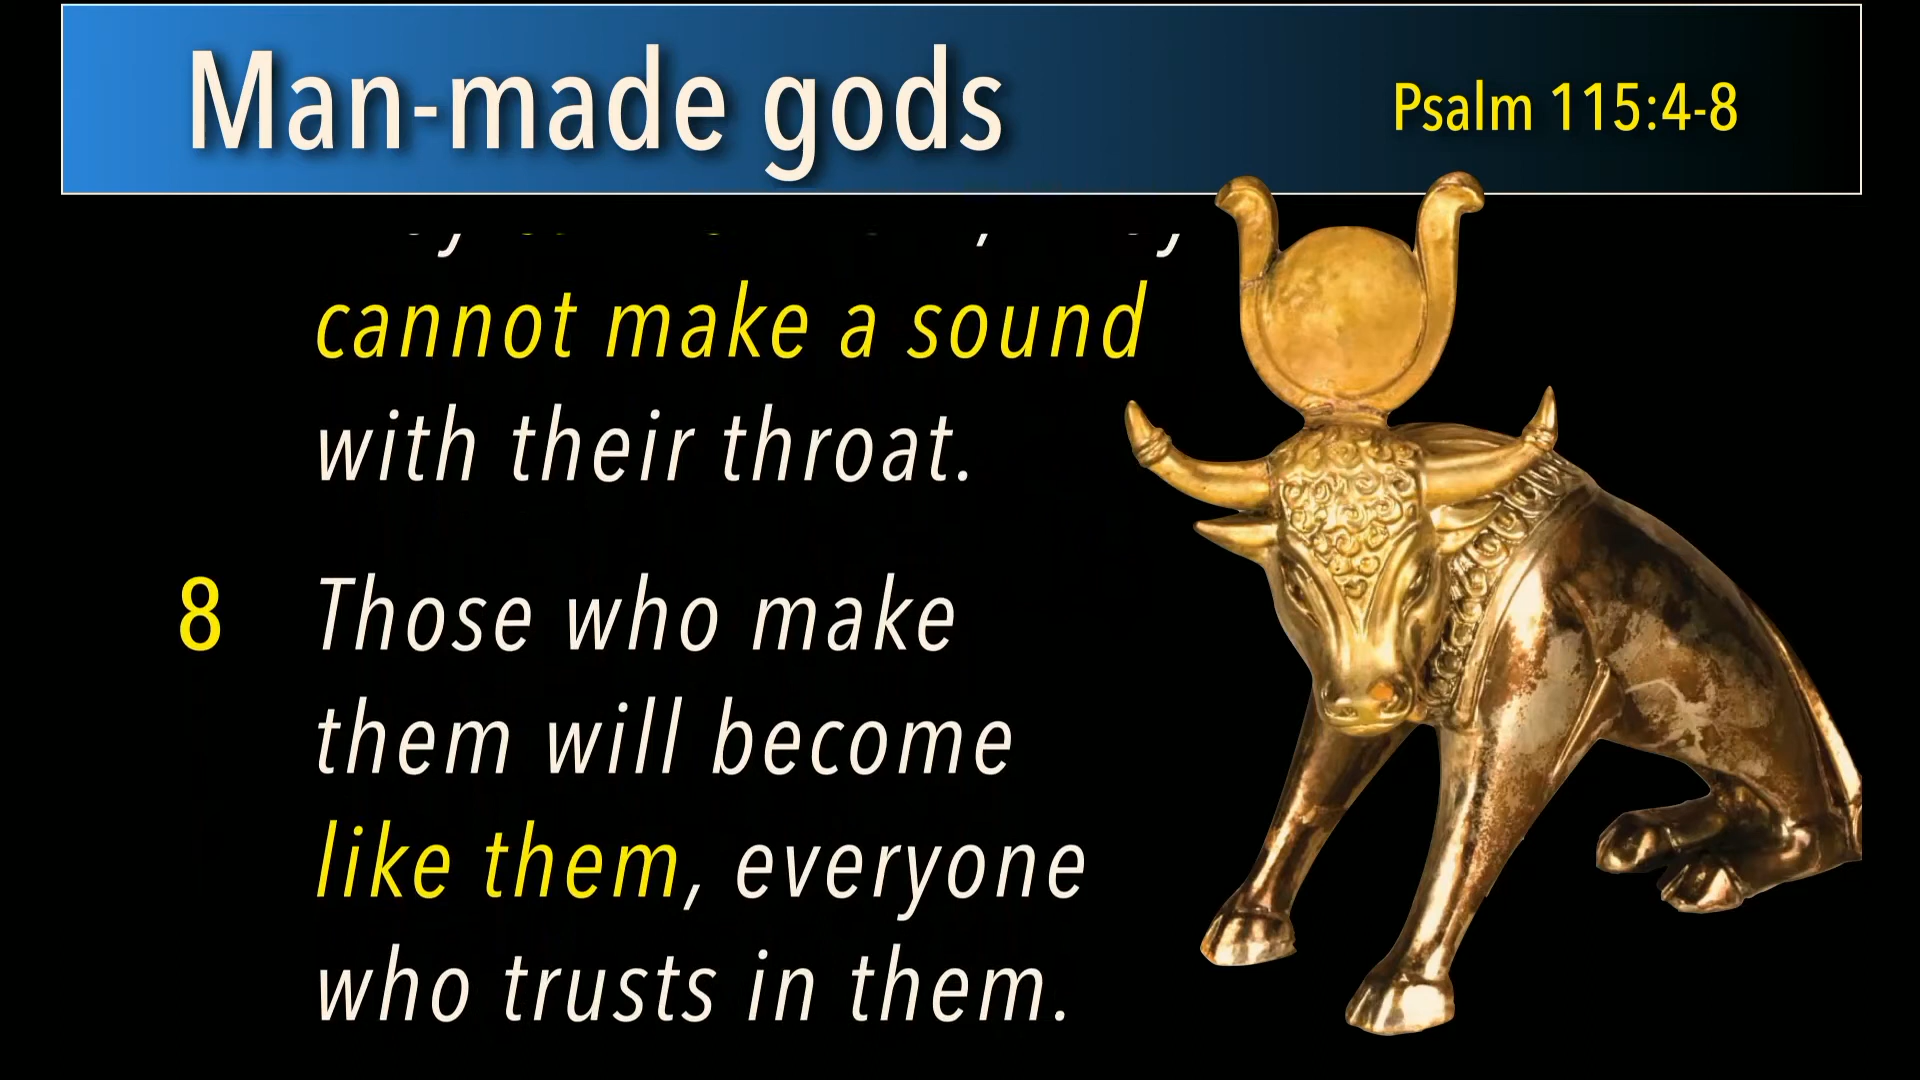 Man-made gods
Psalm 115:4-8
cannot make a sound
with their throat.
8 Those who make
them will become
like them, everyone
who trusts in them.